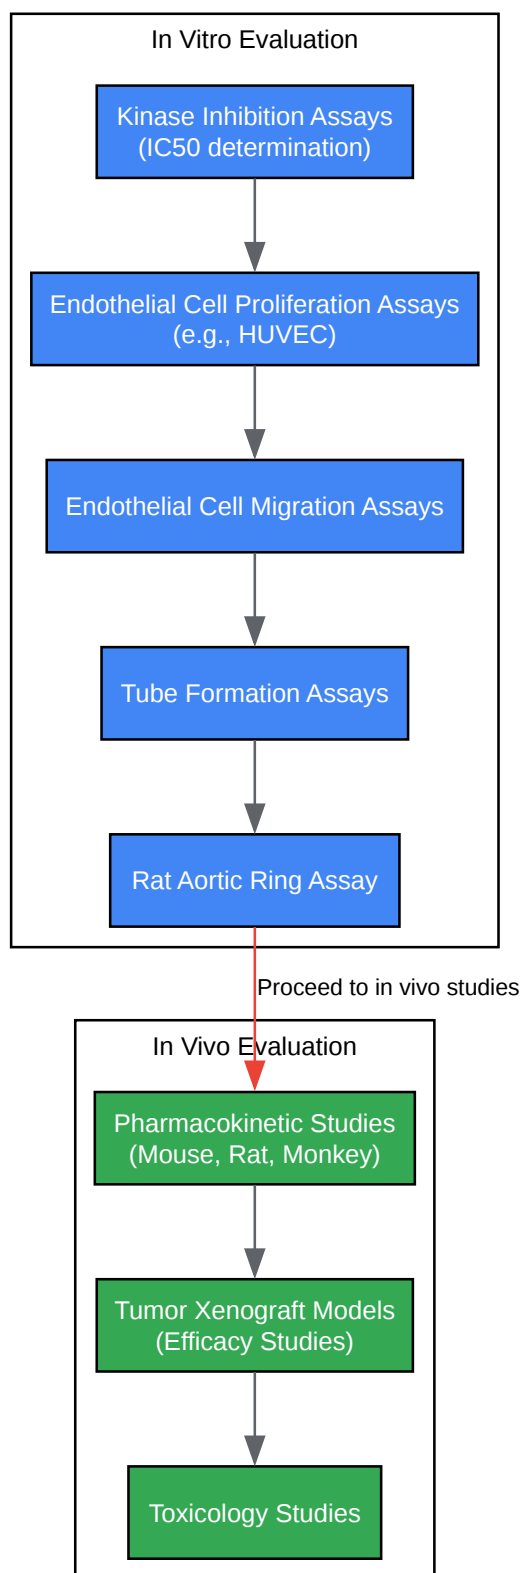 In Vitro Evaluation
Kinase Inhibition Assays
(IC50 determination)
Endothelial Cell Proliferation Assays
(e.g., HUVEC)
Endothelial Cell Migration Assays
Tube Formation Assays
Rat Aortic Ring Assay
Proceed to in vivo studies
In Vivo Evaluation
Pharmacokinetic Studies
(Mouse, Rat, Monkey)
Tumor Xenograft Models
(Efficacy Studies)
Toxicology Studies